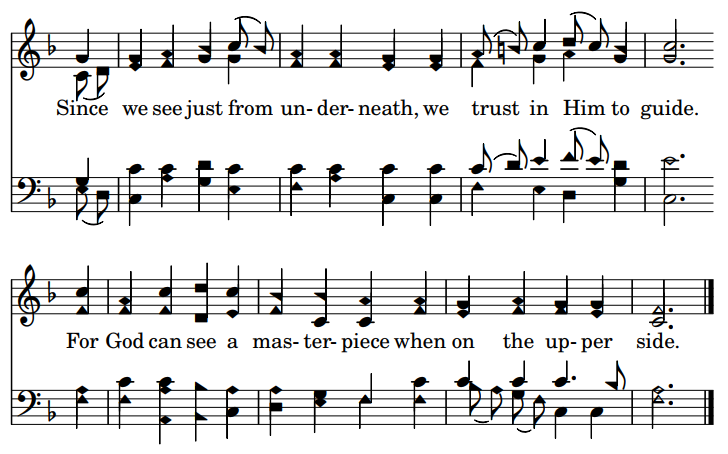 Since we see just from un- der- neath, we trust in Him to guide.
For God can see a mas- ter- piece when on the up- per side.